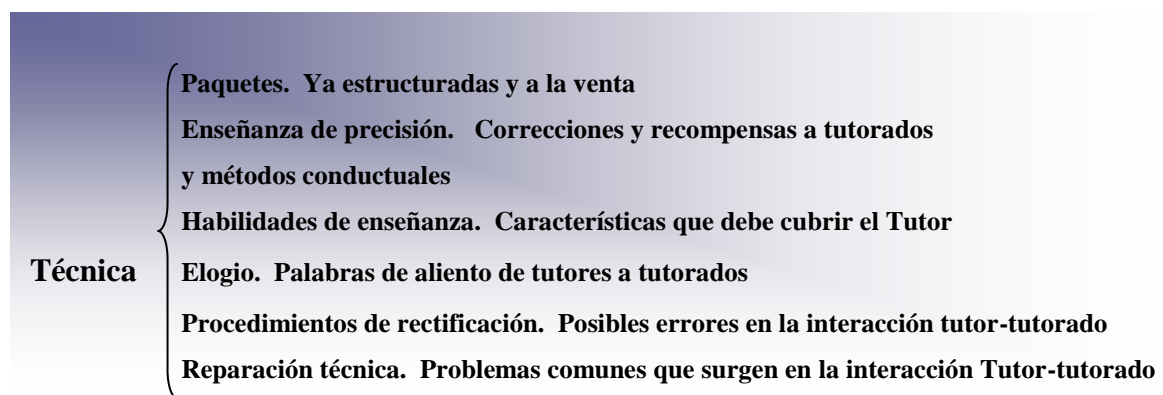 Paquetes. Ya estructuradas y a la venta
Enseñanza de precisión. Correcciones y recompensas a tutorados
y métodos conductuales
Habilidades de enseñanza. Características que debe cubrir el Tutor
Técnica
Elogio. Palabras de aliento de tutores a tutorados
Procedimientos de rectificación. Posibles errores en la interacción tutor-tutorado
Reparación técnica. Problemas comunes que surgen en la interacción Tutor-tutorado